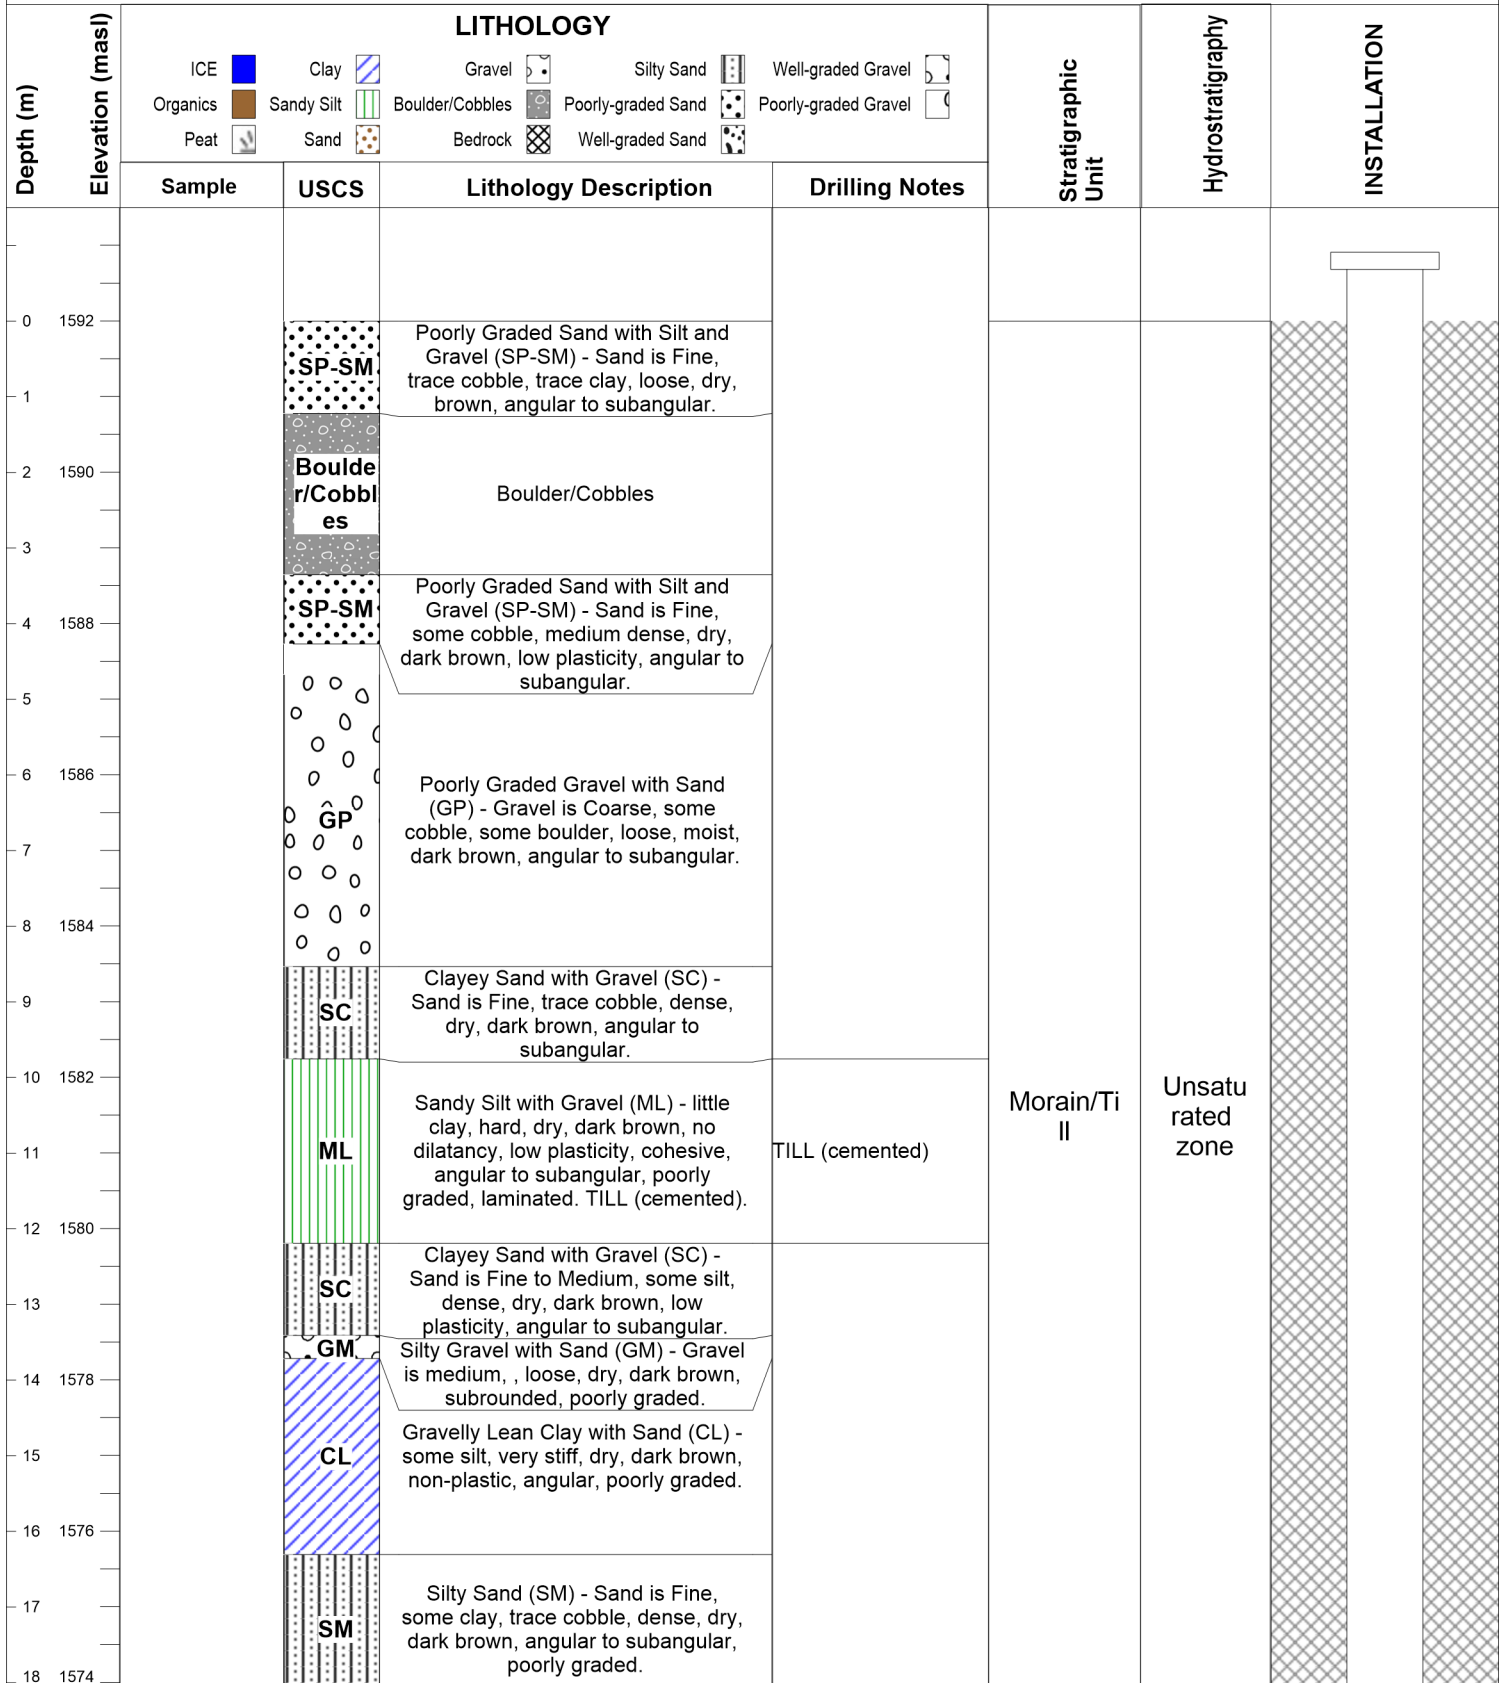 LITHOLOGY
ICE Clay Gravel Silty Sand Well-graded Gravel
Organics Sandy Silt Boulder/Cobbles Poorly-graded Sand Poorly-graded Gravel
Peat Sand Bedrock Well-graded Sand
Depth (m)
Elevation (masl)
Sample
USCS
Lithology Description
Drilling Notes
Stratigraphic
Unit
Hydrostratigraphy
INSTALLATION
0 1592
1
2 1590
3
4 1588
5
6 1586
7
8 1584
9
10 1582
11
12 1580
13
14 1578
15
16 1576
17
18 1574
SP-SM
Poorly Graded Sand with Silt and
Gravel (SP-SM) - Sand is Fine,
trace cobble, trace clay, loose, dry,
brown, angular to subangular.
Boulde
r/Cobbl
es
Boulder/Cobbles
SP-SM
Poorly Graded Sand with Silt and
Gravel (SP-SM) - Sand is Fine,
some cobble, medium dense, dry,
dark brown, low plasticity, angular to
subangular.
GP
Poorly Graded Gravel with Sand
(GP) - Gravel is Coarse, some
cobble, some boulder, loose, moist,
dark brown, angular to subangular.
SC
Clayey Sand with Gravel (SC) -
Sand is Fine, trace cobble, dense,
dry, dark brown, angular to
subangular.
ML
Sandy Silt with Gravel (ML) - little
clay, hard, dry, dark brown, no
dilatancy, low plasticity, cohesive,
angular to subangular, poorly
graded, laminated. TILL (cemented).
TILL (cemented)
SC
Clayey Sand with Gravel (SC) -
Sand is Fine to Medium, some silt,
dense, dry, dark brown, low
plasticity, angular to subangular.
GM
Silty Gravel with Sand (GM) - Gravel
is medium, , loose, dry, dark brown,
subrounded, poorly graded.
CL
Gravelly Lean Clay with Sand (CL) -
some silt, very stiff, dry, dark brown,
non-plastic, angular, poorly graded.
SM
Silty Sand (SM) - Sand is Fine,
some clay, trace cobble, dense, dry,
dark brown, angular to subangular,
poorly graded.
Morain/Ti
ll
Unsatu
rated
zone